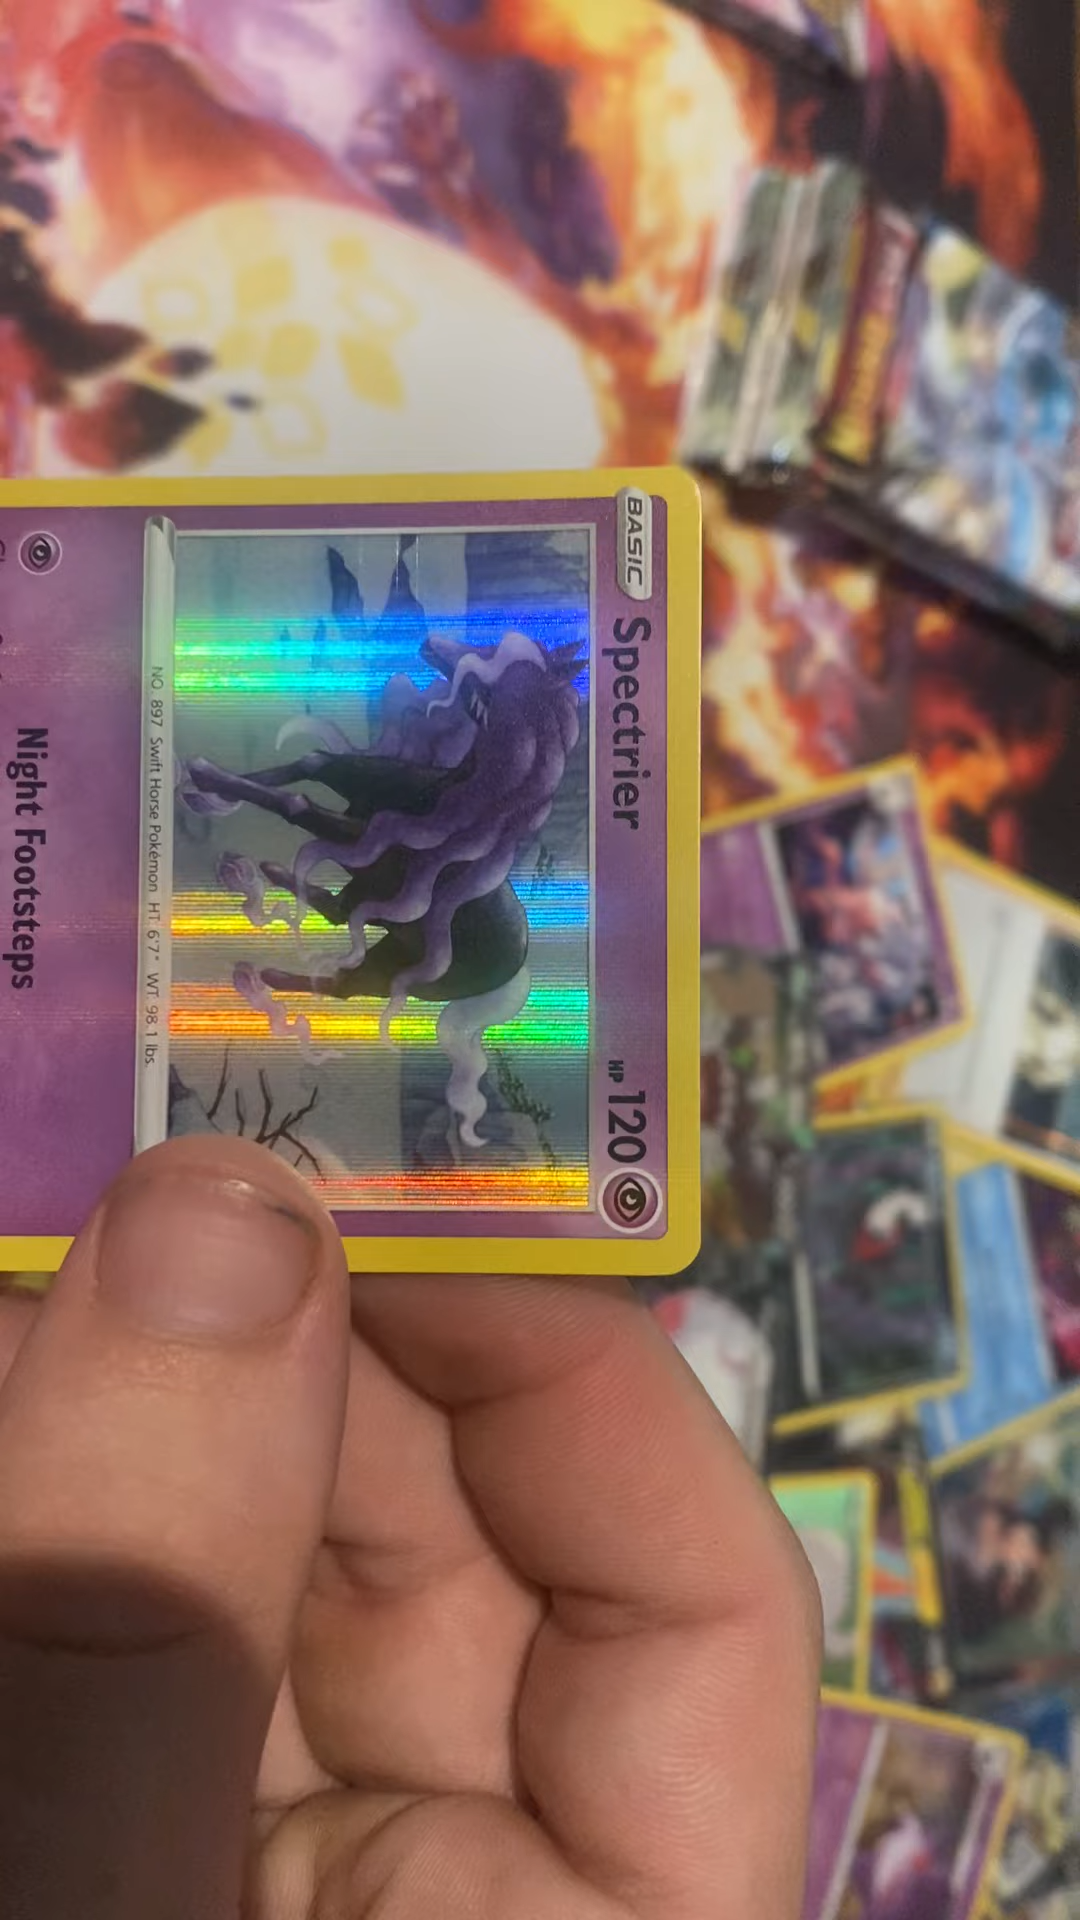 BASIC Spectrier HP 120
NO. 897 Swift Horse Pokémon HT: 6'7" WT: 98.1 lbs.
Night Footsteps